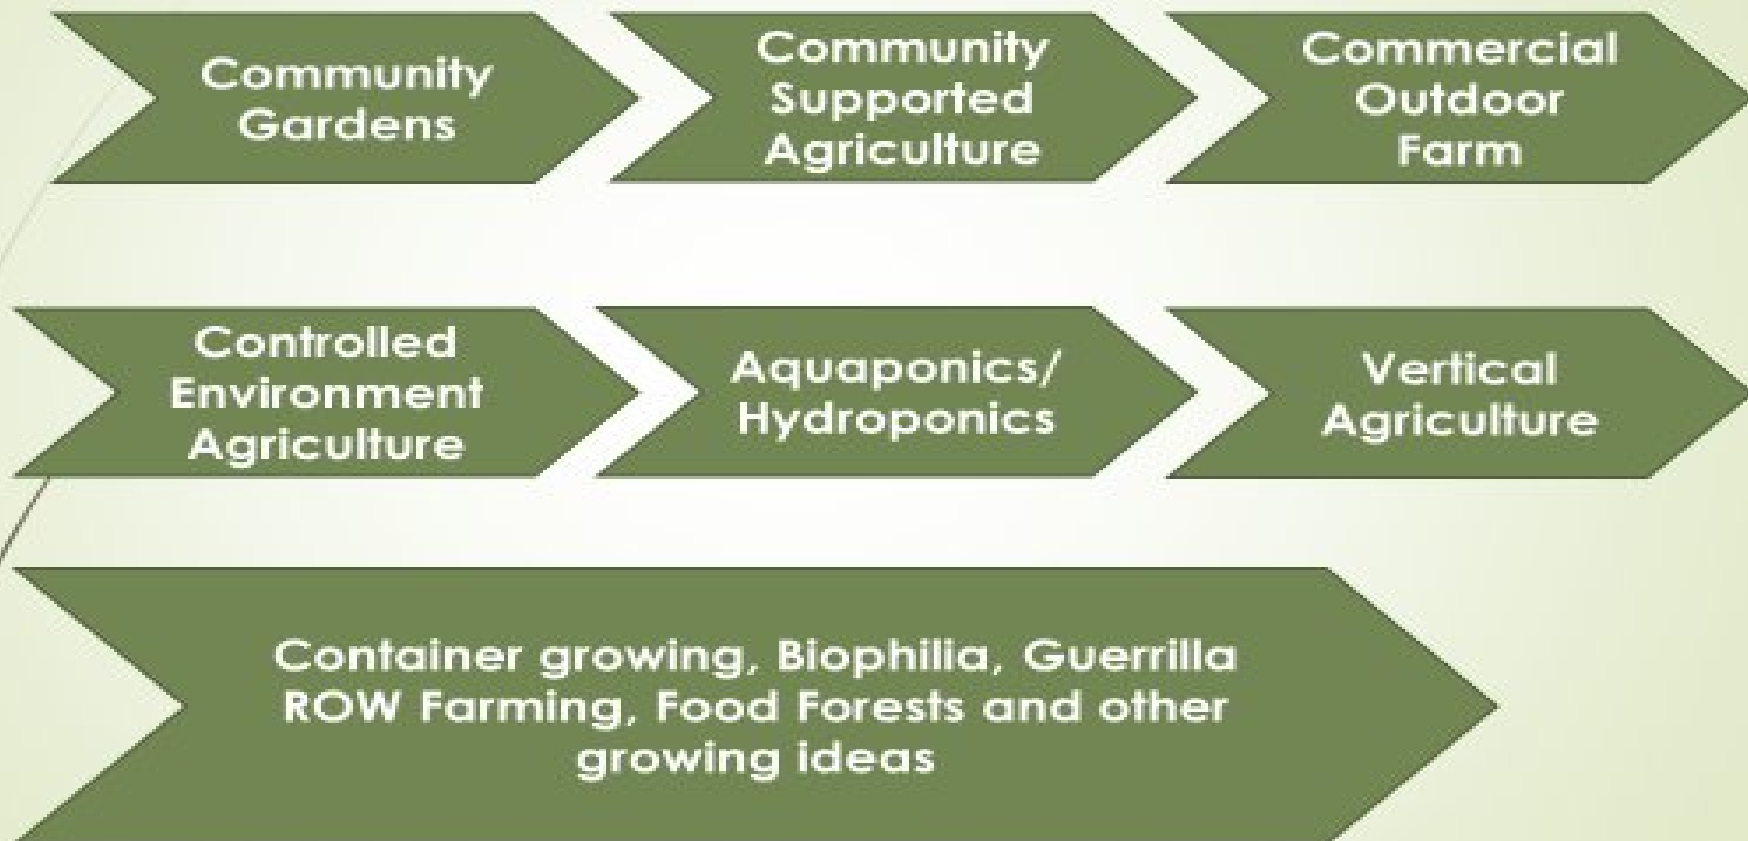 Community
Gardens
Community
Supported
Agriculture
Commercial
Outdoor
Farm
Controlled
Environment
Agriculture
Aquaponics/
Hydroponics
Vertical
Agriculture
Container growing, Biophilia, Guerrilla
ROW Farming, Food Forests and other
growing ideas